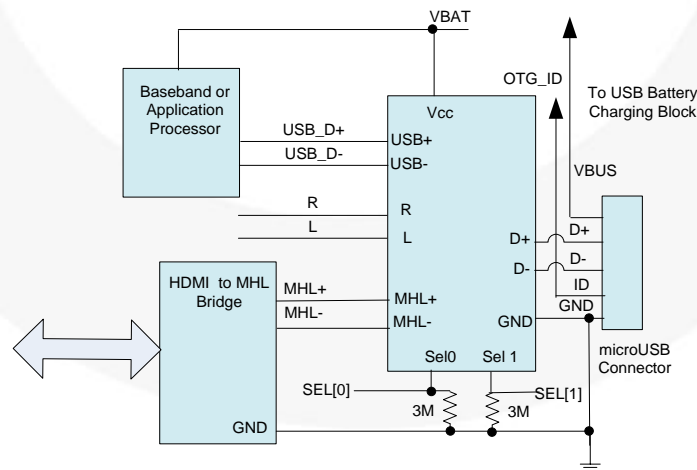 VBAT
Baseband or
Application
Processor
OTG_ID
To USB Battery
Charging Block
Vcc
USB_D+
USB+
USB_D-
USB-
VBUS
R
R
L
L
D+
D+
D-
D-
HDMI to MHL
Bridge
MHL+
MHL+
MHL-
MHL-
ID
GND
GND
microUSB
Connector
Sel0
Sel 1
SEL[0]
SEL[1]
3M
3M
GND